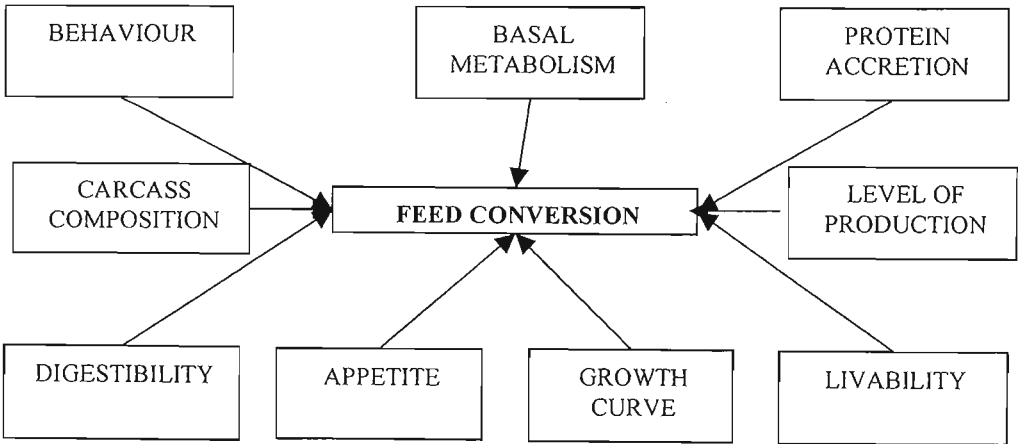 BEHAVIOUR
BASAL
METABOLISM
PROTEIN
ACCRETION
CARCASS
COMPOSITION
FEED CONVERSION
LEVEL OF
PRODUCTION
DIGESTIBILITY
APPETITE
GROWTH
CURVE
LIVABILITY